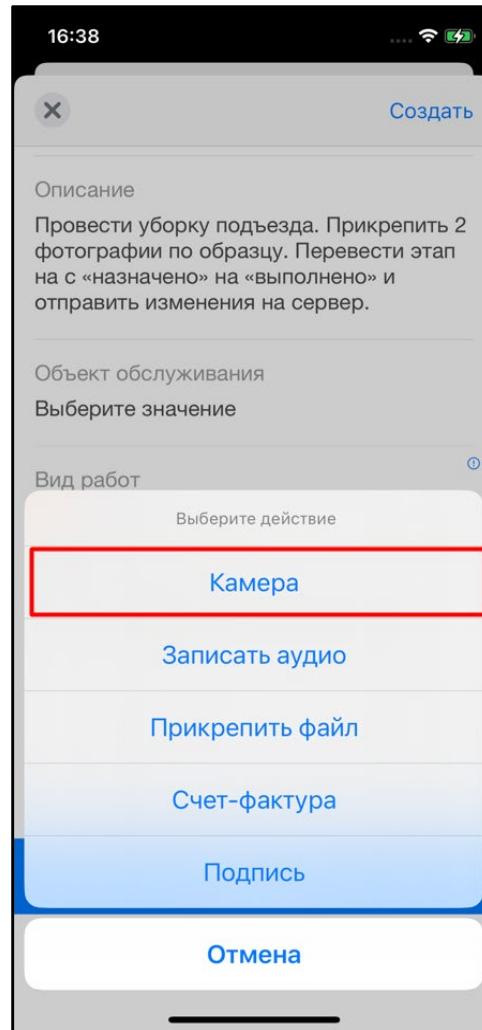 16:38
Создать
Описание
Провести уборку подъезда. Прикрепить 2
фотографии по образцу. Перевести этап
на с «назначено» на «выполнено» и
отправить изменения на сервер.
Объект обслуживания
Выберите значение
Вид работ
Выберите действие
Камера
Записать аудио
Прикрепить файл
Счет-фактура
Подпись
Отмена